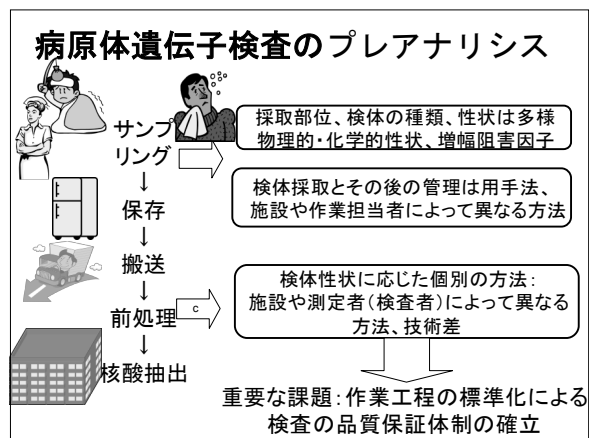 病原体遺伝子検査のプレアナリシス
サンプ
リング
↓
保存
↓
搬送
↓
前処理
↓
核酸抽出
採取部位、検体の種類、性状は多様
物理的・化学的性状、増幅阻害因子
検体採取とその後の管理は用手法、
施設や作業担当者によって異なる方法
c
検体性状に応じた個別の方法：
施設や測定者（検査者）によって異なる
方法、技術差
重要な課題：作業工程の標準化による
検査の品質保証体制の確立